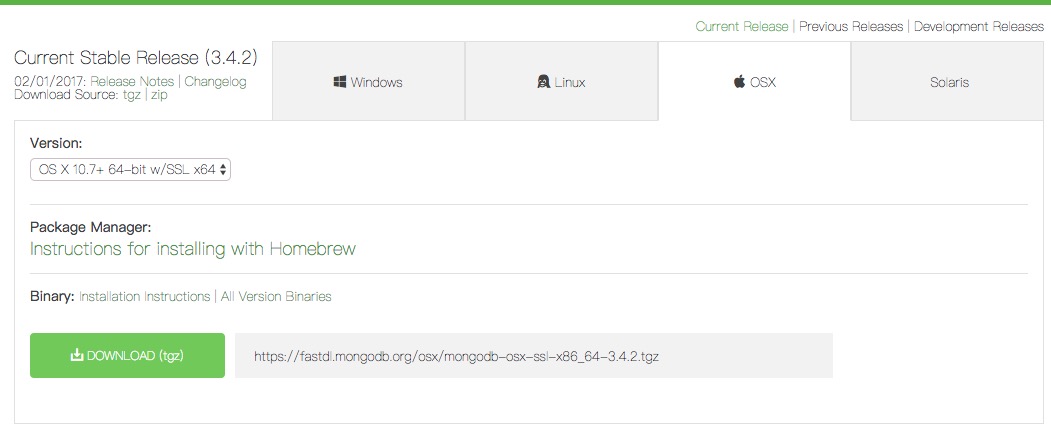 Current Release | Previous Releases | Development Releases
Current Stable Release (3.4.2)
02/01/2017: Release Notes | Changelog
Download Source: tgz | zip
Windows
Linux
OSX
Solaris
Version:
OS X 10.7+ 64-bit w/SSL x64
Package Manager:
Instructions for installing with Homebrew
Binary: Installation Instructions | All Version Binaries
DOWNLOAD (tgz)
https://fastdl.mongodb.org/osx/mongodb-osx-ssl-x86_64-3.4.2.tgz